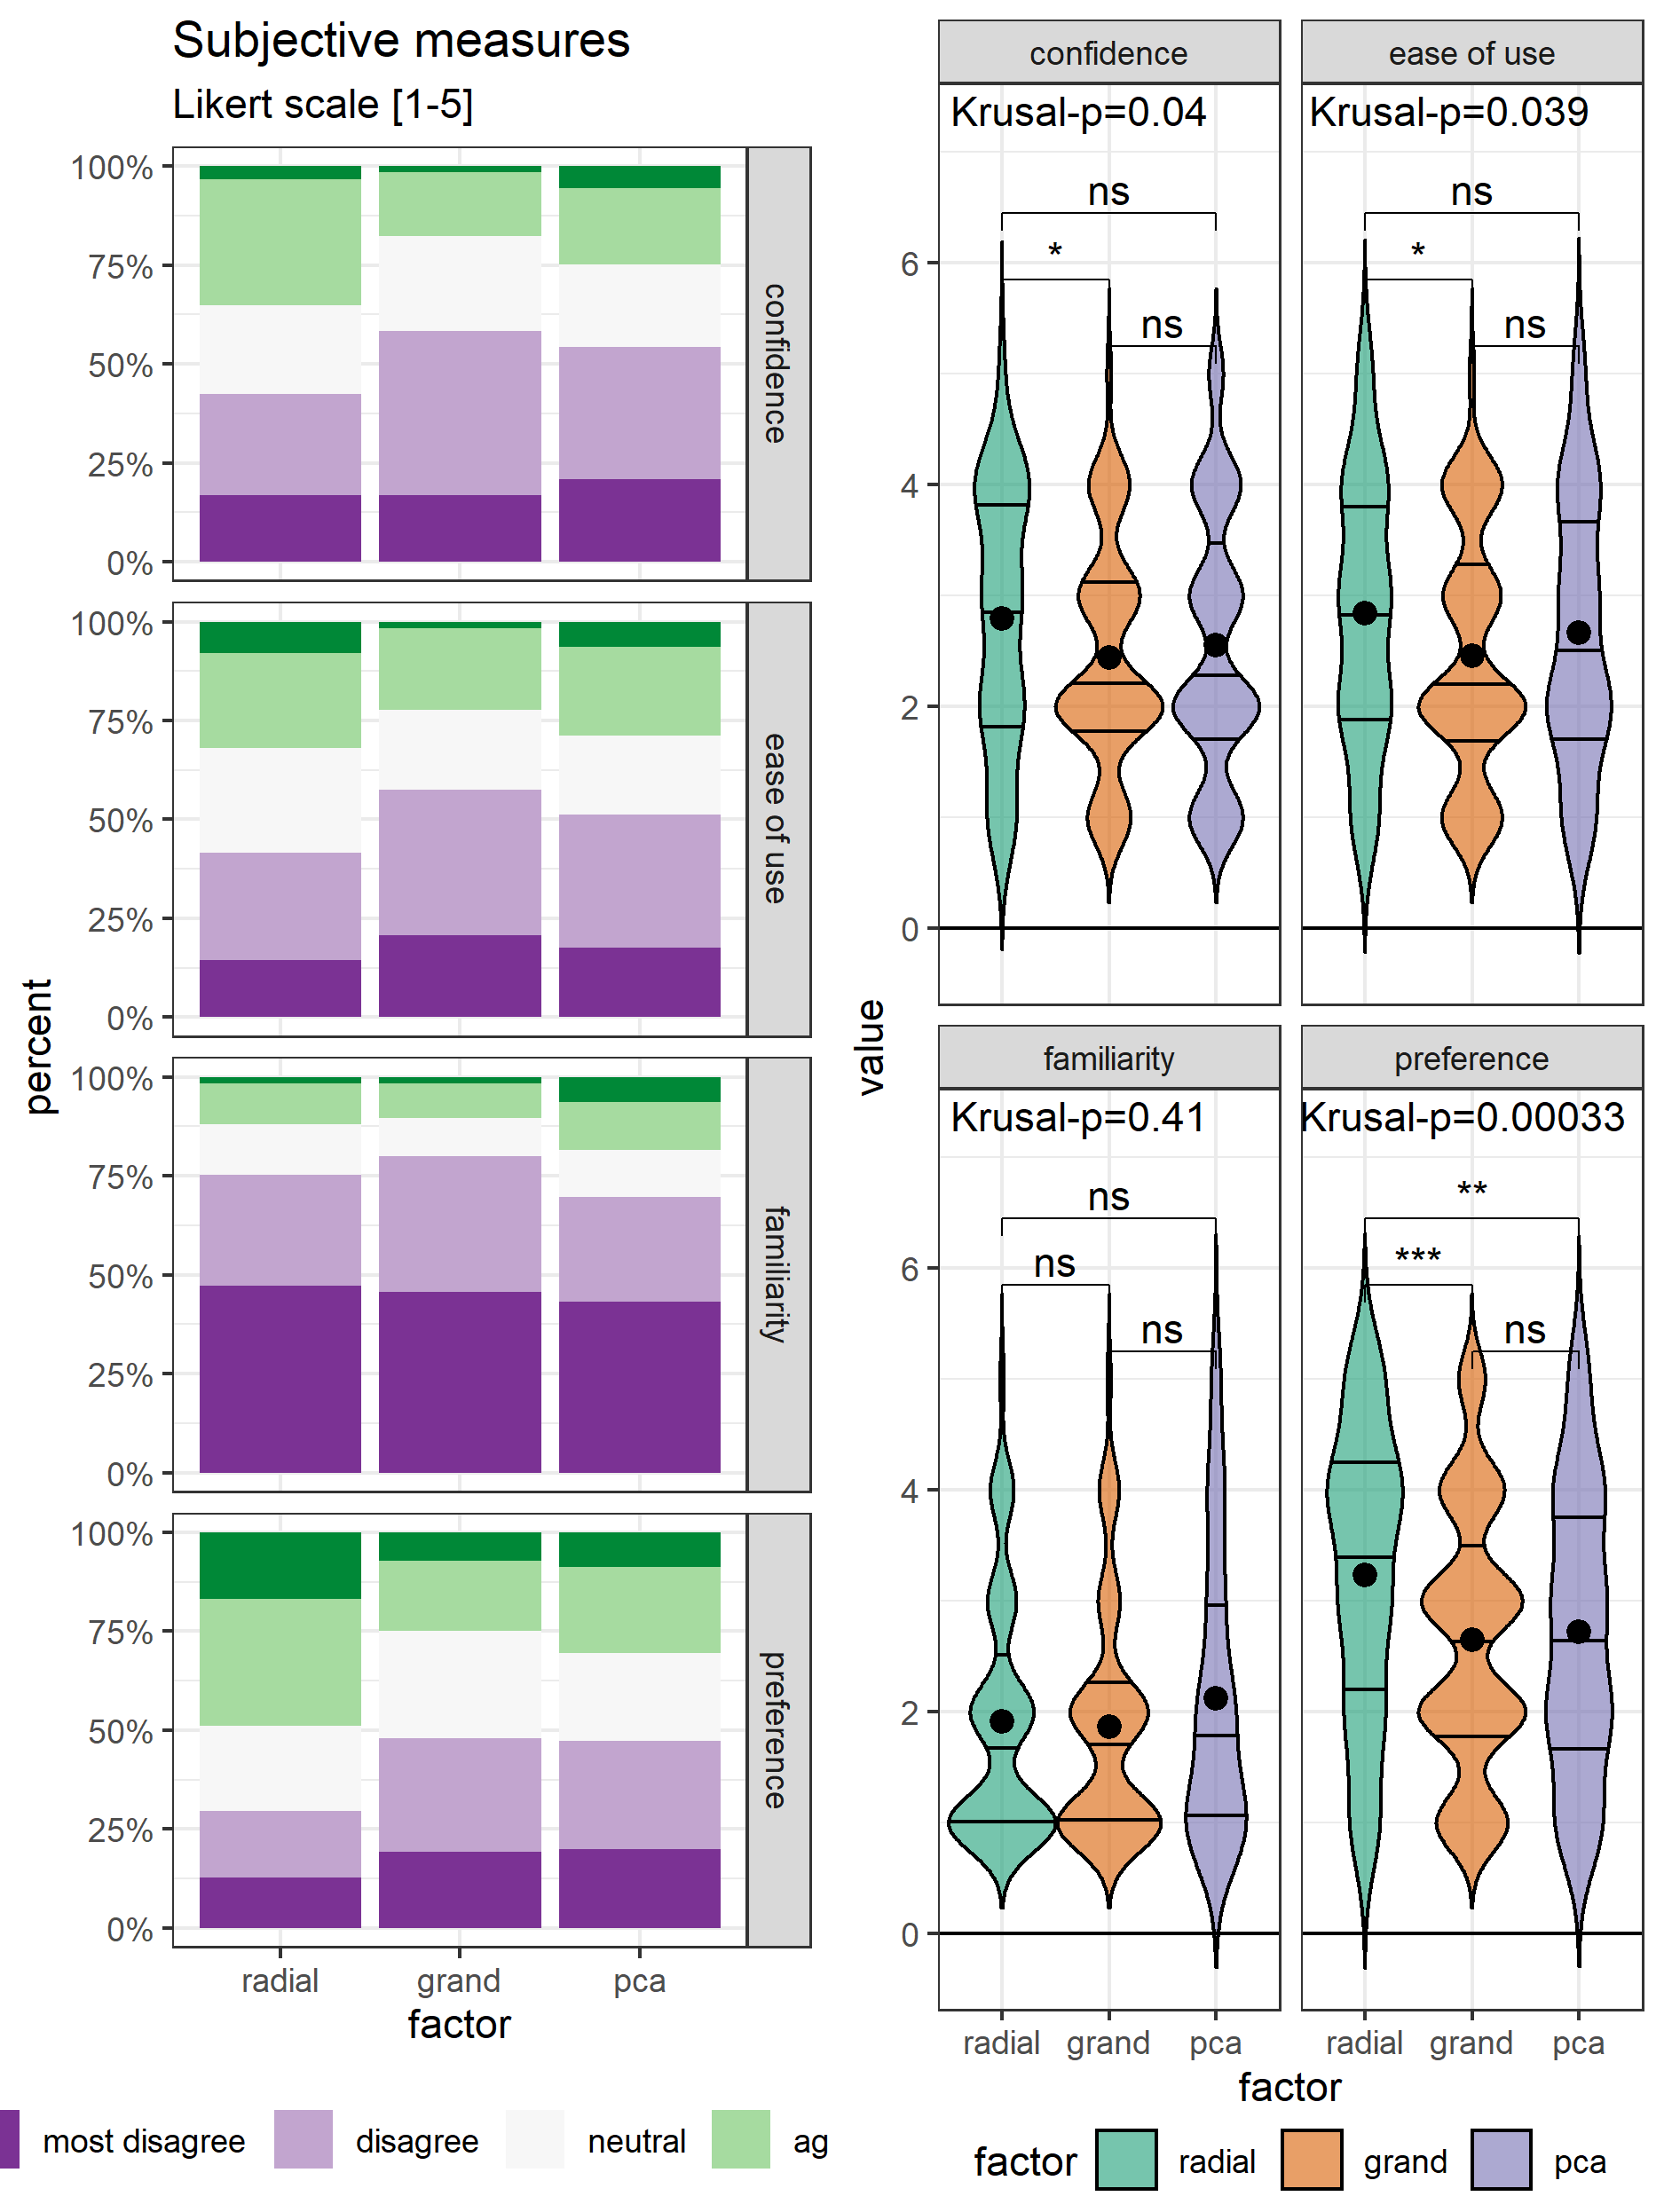 Subjective measures
Likert scale [1-5]
percent
100%
75%
50%
25%
0%
confidence
100%
75%
50%
25%
0%
ease of use
100%
75%
50%
25%
0%
familiarity
100%
75%
50%
25%
0%
preference
radial grand pca
factor
most disagree disagree neutral ag
value
confidence
Krusal-p=0.04
ns
*
ns
6
4
2
0
ease of use
Krusal-p=0.039
ns
*
ns
familiarity
Krusal-p=0.41
ns
ns
ns
6
4
2
0
preference
Krusal-p=0.00033
**
***
ns
radial grand pca
radial grand pca
factor
factor radial grand pca